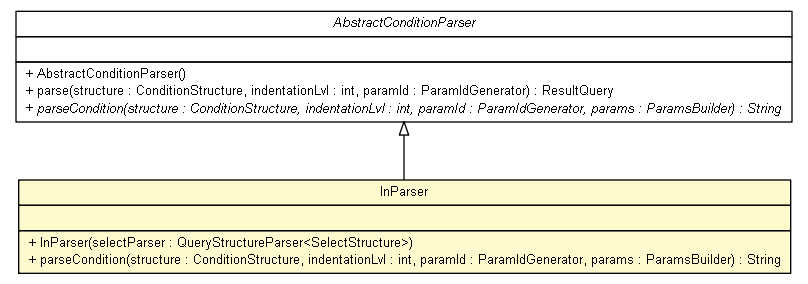 AbstractConditionParser
+ AbstractConditionParser()
+ parse(structure : ConditionStructure, indentationLvl : int, paramId : ParamIdGenerator) : ResultQuery
+ parseCondition(structure : ConditionStructure, indentationLvl : int, paramId : ParamIdGenerator, params : ParamsBuilder) : String
InParser
+ InParser(selectParser : QueryStructureParser<SelectStructure>)
+ parseCondition(structure : ConditionStructure, indentationLvl : int, paramId : ParamIdGenerator, params : ParamsBuilder) : String